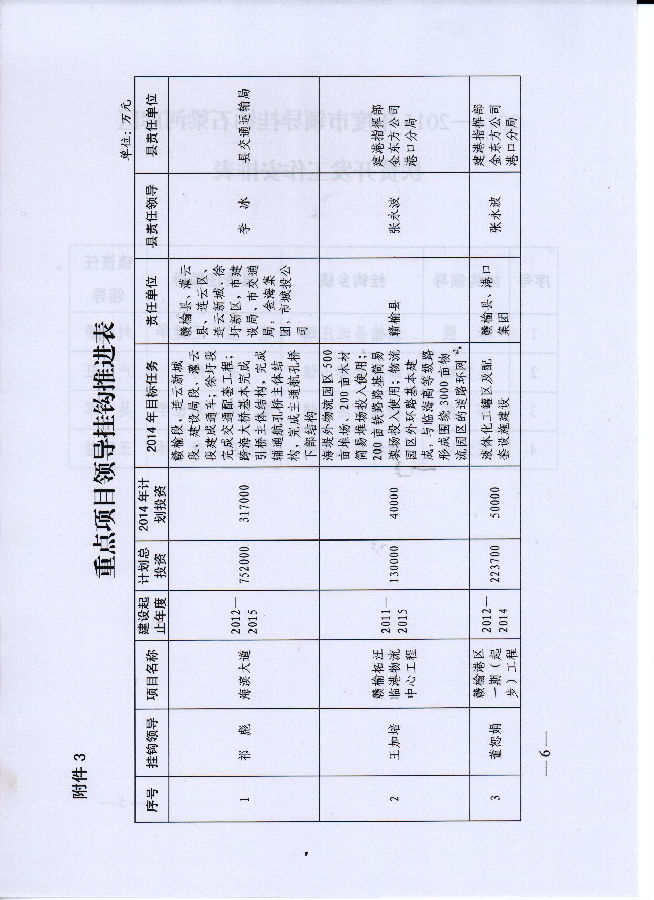 附件 3
重点项目领导挂钩推进表
单位：万元
序号 挂钩领导 项目名称 建设起止年度 计划总投资 2014 年计划投资 2014 年目标任务 责任单位 县责任领导 县责任单位
1
祁 彪
海滨大道
2012—
2015
752000
317000
赣榆段、连云新城
段、建设局段、灌云
段建成通车；徐圩段
完成交通配套工程；
跨海大桥基本完成
引桥主体结构，完成
辅通航孔桥主体结
构，完成主通航孔桥
下部结构
赣榆县、灌云
县、连云区、
连云新城、徐
圩新区，市建
设局、市交通
局，金海集
团，市城投公
司
李 冰
县交通运输局
2
王加培
赣榆柘汪
临港物流
中心工程
2011—
2015
130000
40000
海堤外物流园区 500
亩堆场、200 亩木材
简易堆场投入使用；
200 亩铁路路基简易
堆场投入使用；物流
园区外环路基本建
成，与临海高等级路
形成围绕 3000 亩物
流园区的道路环网
赣榆县
张永波
建港指挥部
金东方公司
港口分局
3
董恕娟
赣榆港区
一期（起
步）工程
2012—
2014
223700
50000
液体化工罐区及配
套设施建设
赣榆县、港口
集团
张永波
建港指挥部
金东方公司
港口分局
—6—